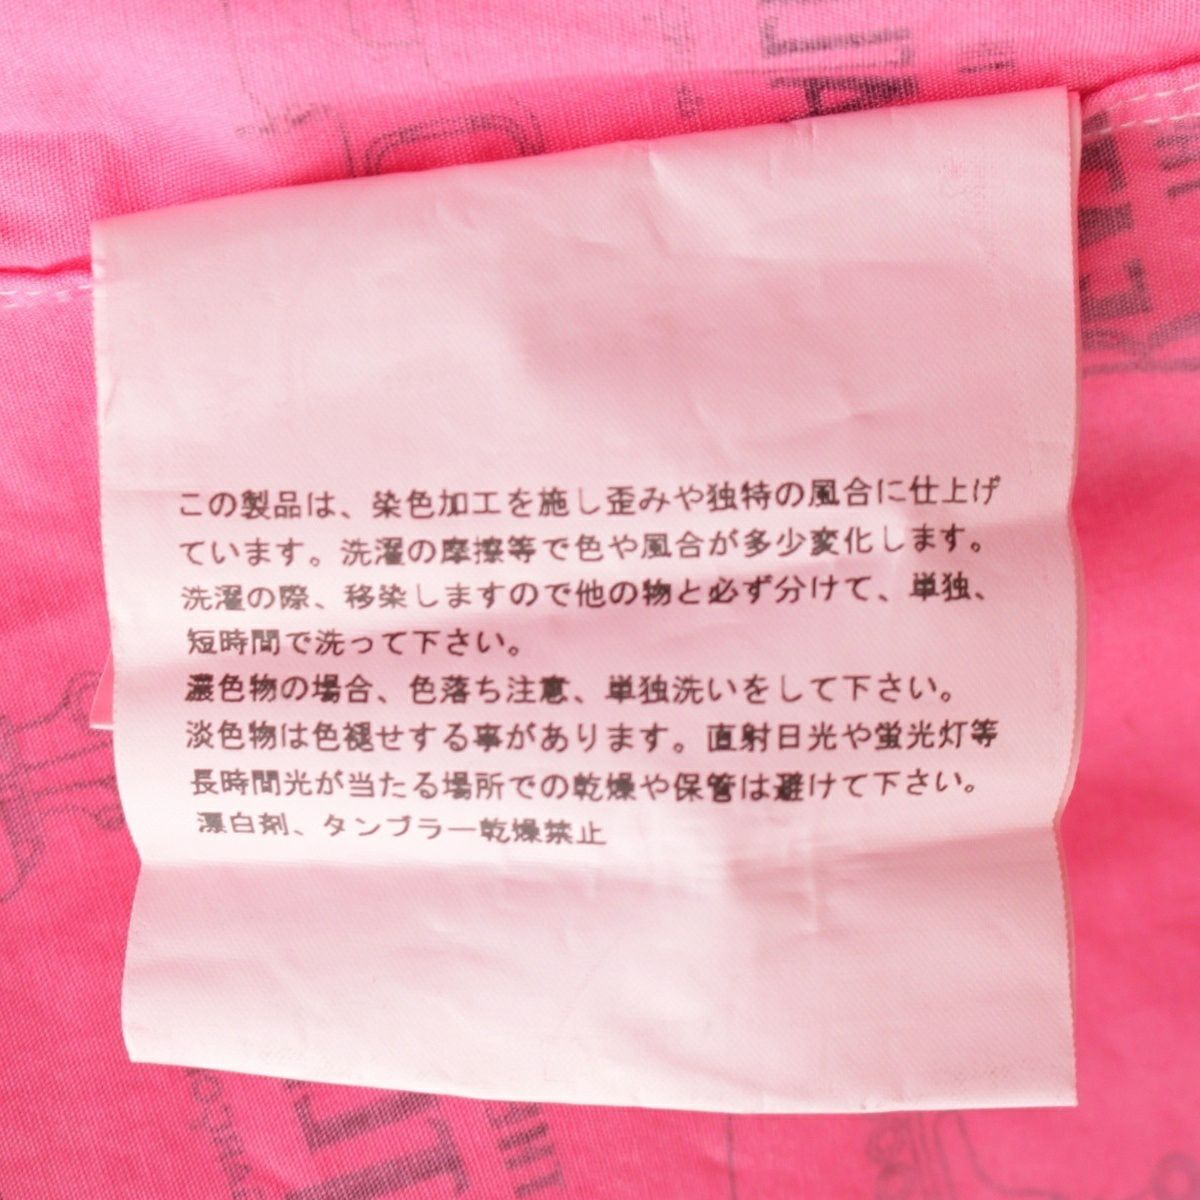 この製品は、染色加工を施し歪みや独特の風合に仕上げ
ています。洗濯の摩擦等で色や風合が多少変化します。
洗濯の際、移染しますので他の物と必ず分けて、単独、
短時間で洗って下さい。
濃色物の場合、色落ち注意、単独洗いをして下さい。
淡色物は色褪せする事があります。直射日光や蛍光灯等
長時間光が当たる場所での乾燥や保管は避けて下さい。
漂白剤、タンブラー乾燥禁止